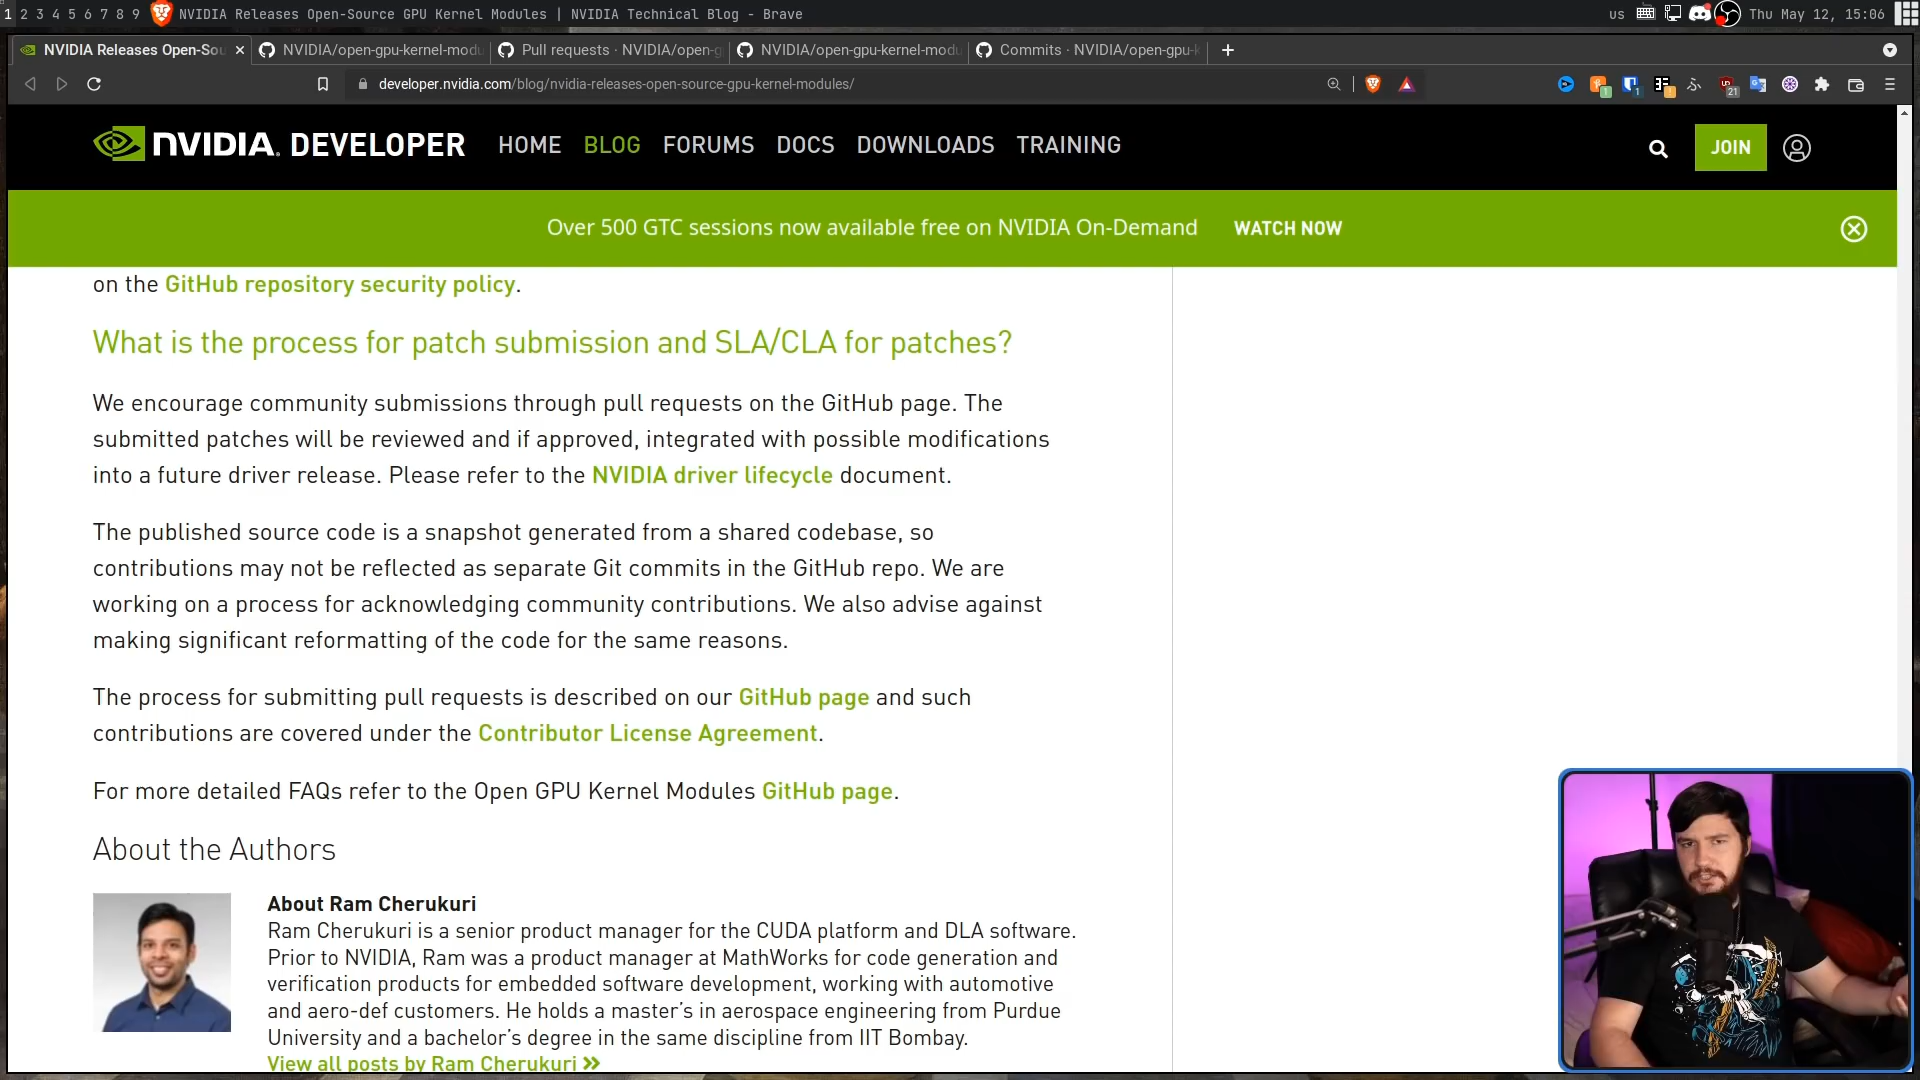 1 2 3 4 5 6 7 8 9 NVIDIA Releases Open-Source GPU Kernel Modules | NVIDIA Technical Blog - Brave
us Thu May 12, 15:06
NVIDIA Releases Open-Sou
NVIDIA/open-gpu-kernel-modu
Pull requests · NVIDIA/open-g
NVIDIA/open-gpu-kernel-modu
Commits · NVIDIA/open-gpu-k
developer.nvidia.com/blog/nvidia-releases-open-source-gpu-kernel-modules/
NVIDIA. DEVELOPER HOME BLOG FORUMS DOCS DOWNLOADS TRAINING JOIN
Over 500 GTC sessions now available free on NVIDIA On-Demand WATCH NOW
on the GitHub repository security policy.
What is the process for patch submission and SLA/CLA for patches?
We encourage community submissions through pull requests on the GitHub page. The
submitted patches will be reviewed and if approved, integrated with possible modifications
into a future driver release. Please refer to the NVIDIA driver lifecycle document.
The published source code is a snapshot generated from a shared codebase, so
contributions may not be reflected as separate Git commits in the GitHub repo. We are
working on a process for acknowledging community contributions. We also advise against
making significant reformatting of the code for the same reasons.
The process for submitting pull requests is described on our GitHub page and such
contributions are covered under the Contributor License Agreement.
For more detailed FAQs refer to the Open GPU Kernel Modules GitHub page.
About the Authors
About Ram Cherukuri
Ram Cherukuri is a senior product manager for the CUDA platform and DLA software.
Prior to NVIDIA, Ram was a product manager at MathWorks for code generation and
verification products for embedded software development, working with automotive
and aero-def customers. He holds a master’s in aerospace engineering from Purdue
University and a bachelor’s degree in the same discipline from IIT Bombay.
View all posts by Ram Cherukuri